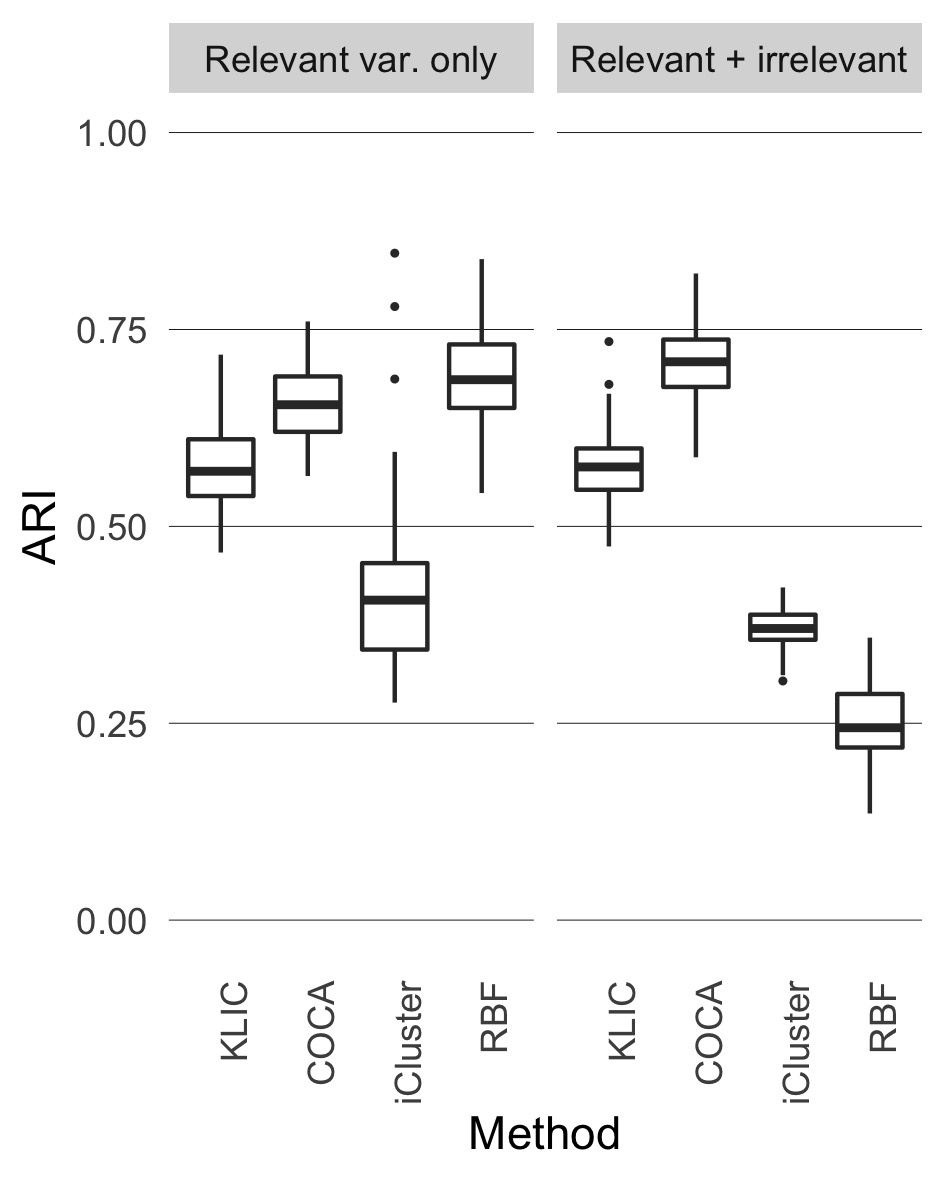 Relevant var. only
Relevant + irrelevant
1.00
0.75
0.50
0.25
0.00
ARI
KLIC
COCA
iCluster
RBF
KLIC
COCA
iCluster
RBF
Method